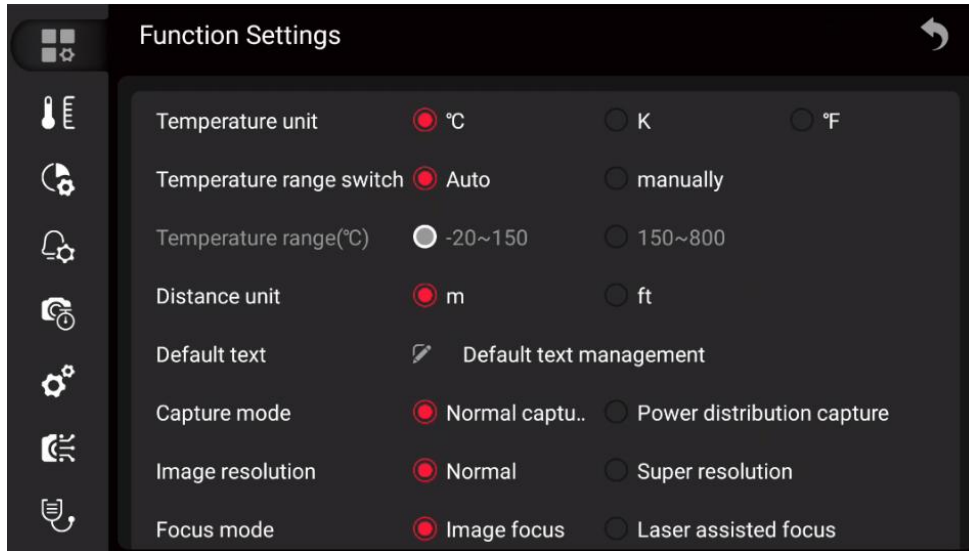 Function Settings
Temperature unit ℃ K ℉
Temperature range switch Auto manually
Temperature range(℃) -20~150 150~800
Distance unit m ft
Default text Default text management
Capture mode Normal captu.. Power distribution capture
Image resolution Normal Super resolution
Focus mode Image focus Laser assisted focus